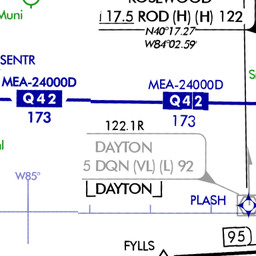 ROSEWOOD
Muni
117.5 ROD (H) (H) 122
N40°17.27'
W84°02.59'
SENTR
MEA-24000D
MEA-24000D
Q42
Q42
173
173
122.1R
DAYTON
5 DQN (VL) (L) 92
W85°
DAYTON
PLASH
95
FYLLS